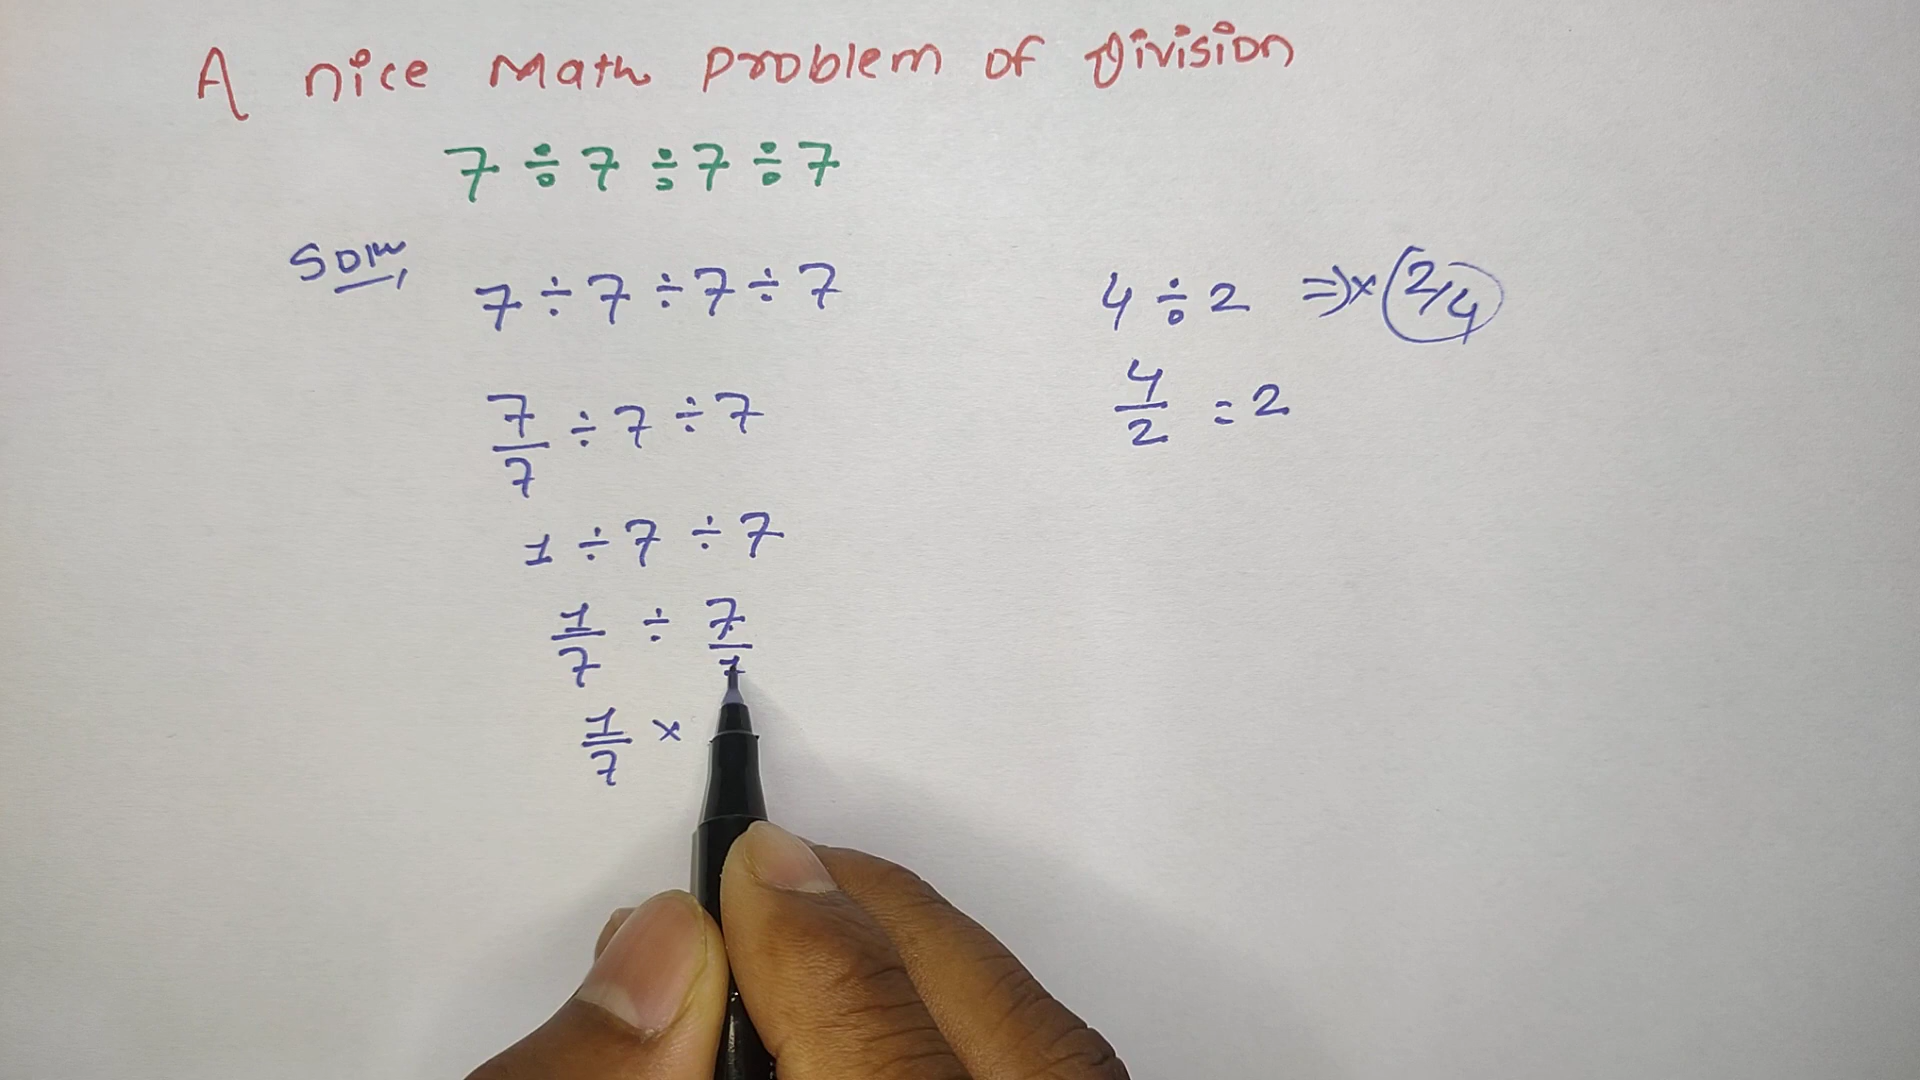 A nice math problem of Division
7 ÷ 7 ÷ 7 ÷ 7
Soln,
7 ÷ 7 ÷ 7 ÷ 7
7/7 ÷ 7 ÷ 7
1 ÷ 7 ÷ 7
1/7 ÷ 7/1
1/7 ×
4 ÷ 2 ⇒ × 2/4
4/2 = 2